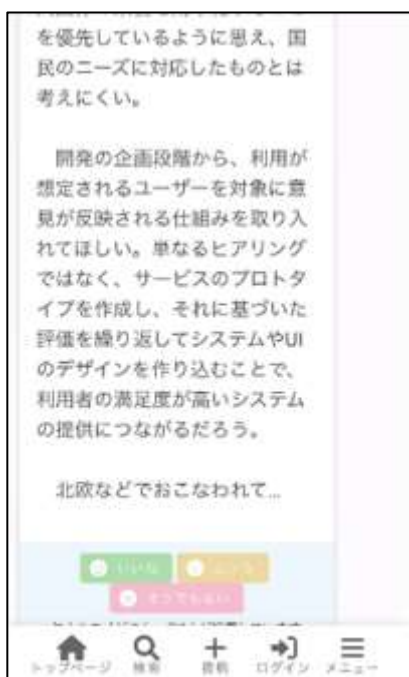 を優先しているように思え、国
民のニーズに対応したものとは
考えにくい。
開発の企画段階から、利用が
想定されるユーザーを対象に意
見が反映される仕組みを取り入
れてほしい。単なるヒアリング
ではなく、サービスのプロトタ
イプを作成し、それに基づいた
評価を繰り返してシステムやUI
のデザインを作り込むことで、
利用者の満足度が高いシステム
の提供につながるだろう。
北欧などでおこなわれて...
いいね
そうでもない
トップページ 検索 投稿 ログイン メニュー